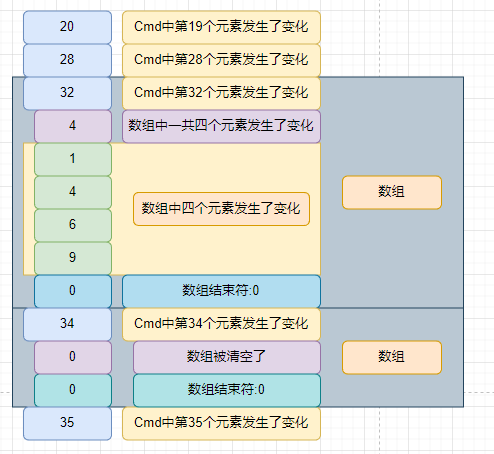 20 Cmd中第19个元素发生了变化
28 Cmd中第28个元素发生了变化
32 Cmd中第32个元素发生了变化
4 数组中一共四个元素发生了变化
1
4 数组中四个元素发生了变化 数组
6
9
0 数组结束符:0
34 Cmd中第34个元素发生了变化
0 数组被清空了 数组
0 数组结束符:0
35 Cmd中第35个元素发生了变化